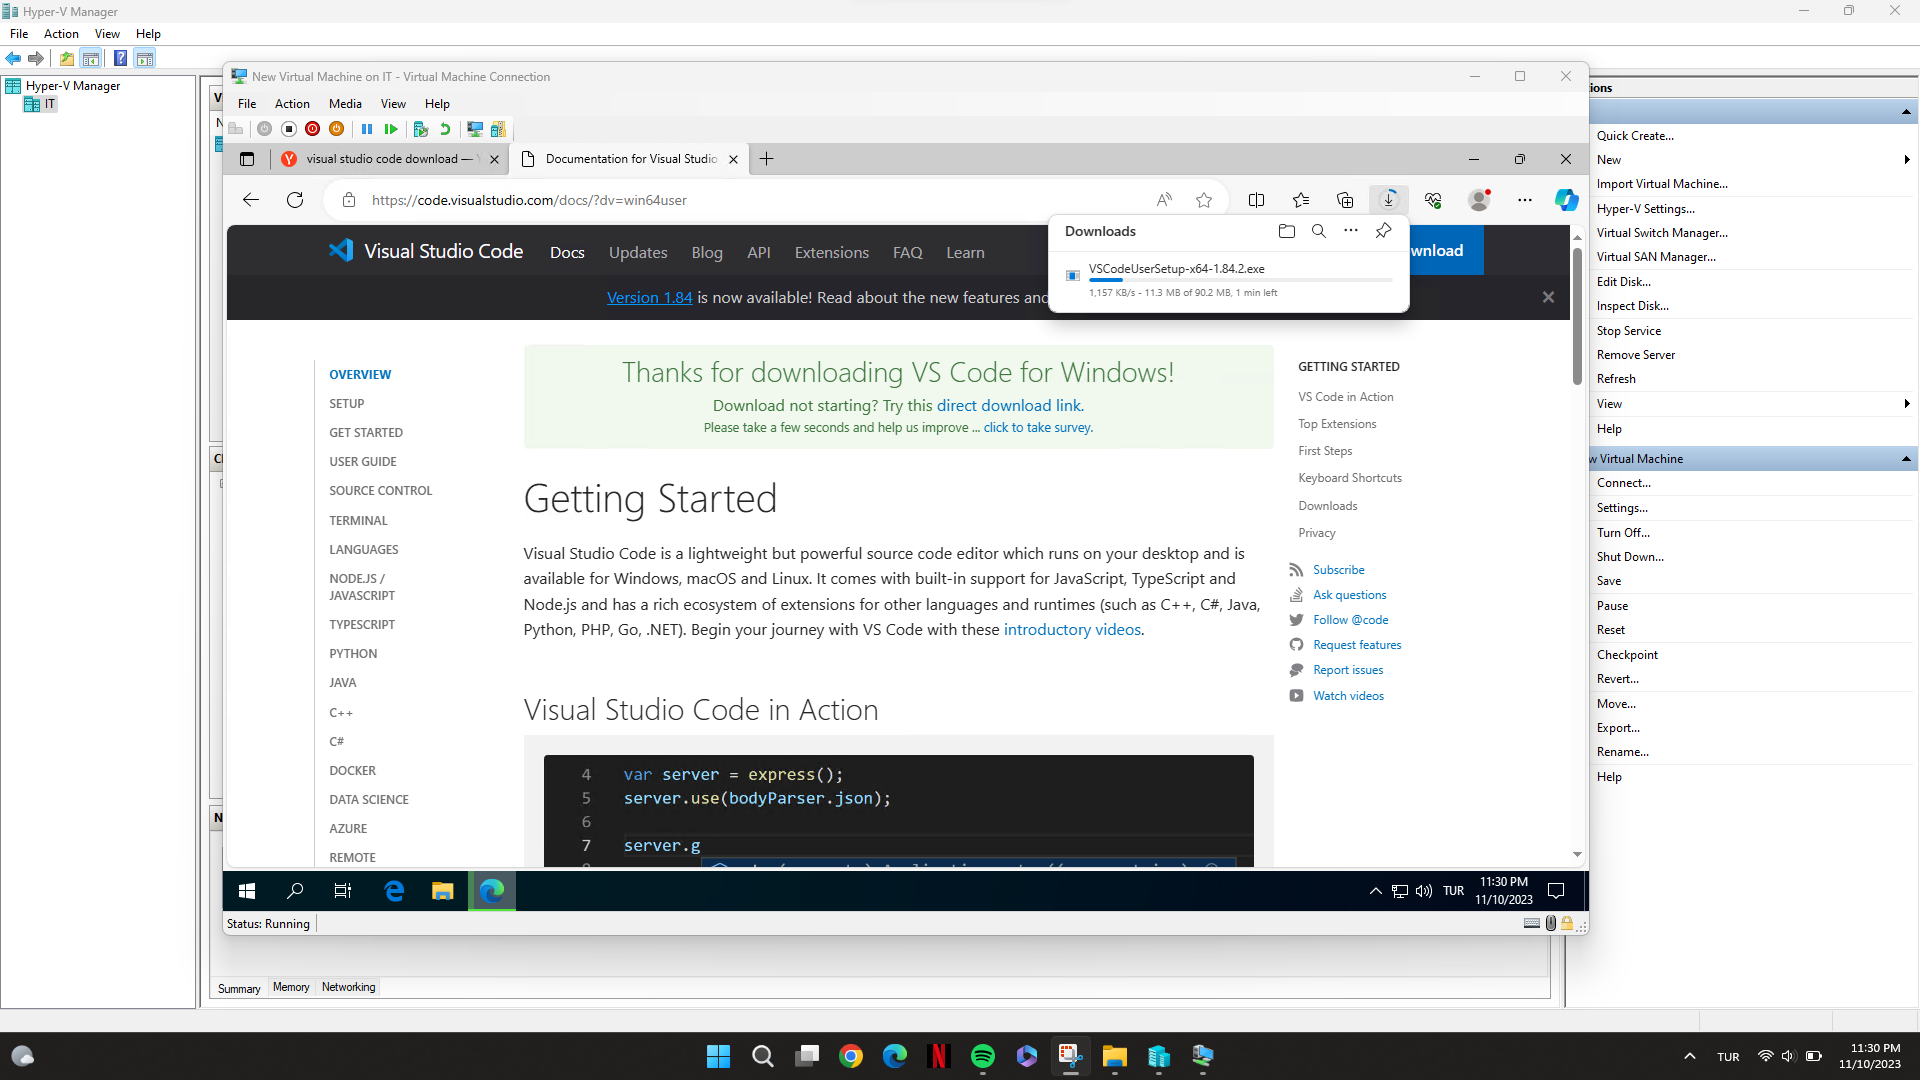 Hyper-V Manager
File Action View Help
Hyper-V Manager
IT
New Virtual Machine on IT - Virtual Machine Connection
File Action Media View Help
visual studio code download —
Documentation for Visual Studio
https://code.visualstudio.com/docs/?dv=win64user
Downloads
VSCodeUserSetup-x64-1.84.2.exe
1,157 KB/s - 11.3 MB of 90.2 MB, 1 min left
Visual Studio Code Docs Updates Blog API Extensions FAQ Learn
wnload
Version 1.84 is now available! Read about the new features and
OVERVIEW
SETUP
GET STARTED
USER GUIDE
SOURCE CONTROL
TERMINAL
LANGUAGES
NODE.JS /
JAVASCRIPT
TYPESCRIPT
PYTHON
JAVA
C++
C#
DOCKER
DATA SCIENCE
AZURE
REMOTE
Thanks for downloading VS Code for Windows!
Download not starting? Try this direct download link.
Please take a few seconds and help us improve ... click to take survey.
Getting Started
Visual Studio Code is a lightweight but powerful source code editor which runs on your desktop and is
available for Windows, macOS and Linux. It comes with built-in support for JavaScript, TypeScript and
Node.js and has a rich ecosystem of extensions for other languages and runtimes (such as C++, C#, Java,
Python, PHP, Go, .NET). Begin your journey with VS Code with these introductory videos.
Visual Studio Code in Action
4 var server = express();
5 server.use(bodyParser.json);
6
7 server.g
GETTING STARTED
VS Code in Action
Top Extensions
First Steps
Keyboard Shortcuts
Downloads
Privacy
Subscribe
Ask questions
Follow @code
Request features
Report issues
Watch videos
TUR
11:30 PM
11/10/2023
Status: Running
Summary Memory Networking
ions
Quick Create...
New
Import Virtual Machine...
Hyper-V Settings...
Virtual Switch Manager...
Virtual SAN Manager...
Edit Disk...
Inspect Disk...
Stop Service
Remove Server
Refresh
View
Help
w Virtual Machine
Connect...
Settings...
Turn Off...
Shut Down...
Save
Pause
Reset
Checkpoint
Revert...
Move...
Export...
Rename...
Help
TUR
11:30 PM
11/10/2023